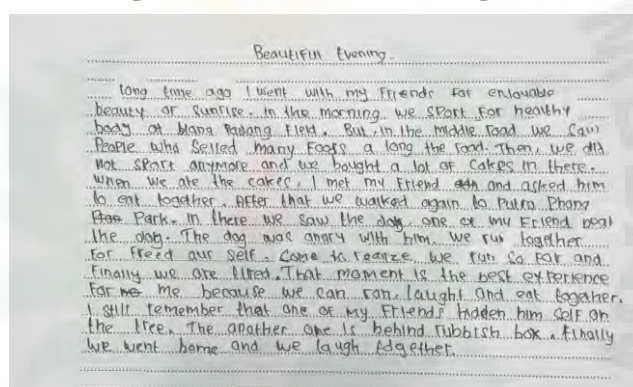 Beautifull Evening.
Long time ago I went with my Friends For enjouable
beauty of Sunrise. In the morning we SPort For healthy
body at blang Padang Field. But, in the middle road we Saw
People who Selled many Foods a long the road. Then, we did
not SPort anymore and we bought a lot of Cakes in there.
when we ate the cakes, I met my Friend and asked him
to eat together. After that we walked again to Putro Phang
Park. In there we saw the dog, one of my Friend beat
the dog. The dog was angry with him. we run together
For Freed our self. Come to reagze we run so Far and
Finally we are tired. That moment is the best experience
For me because we can ran, laught and eat together.
I still remember that one of my Friends hidden him self on
the tree. The another one is behind rubbish box. Finally
we went home and we laugh together.